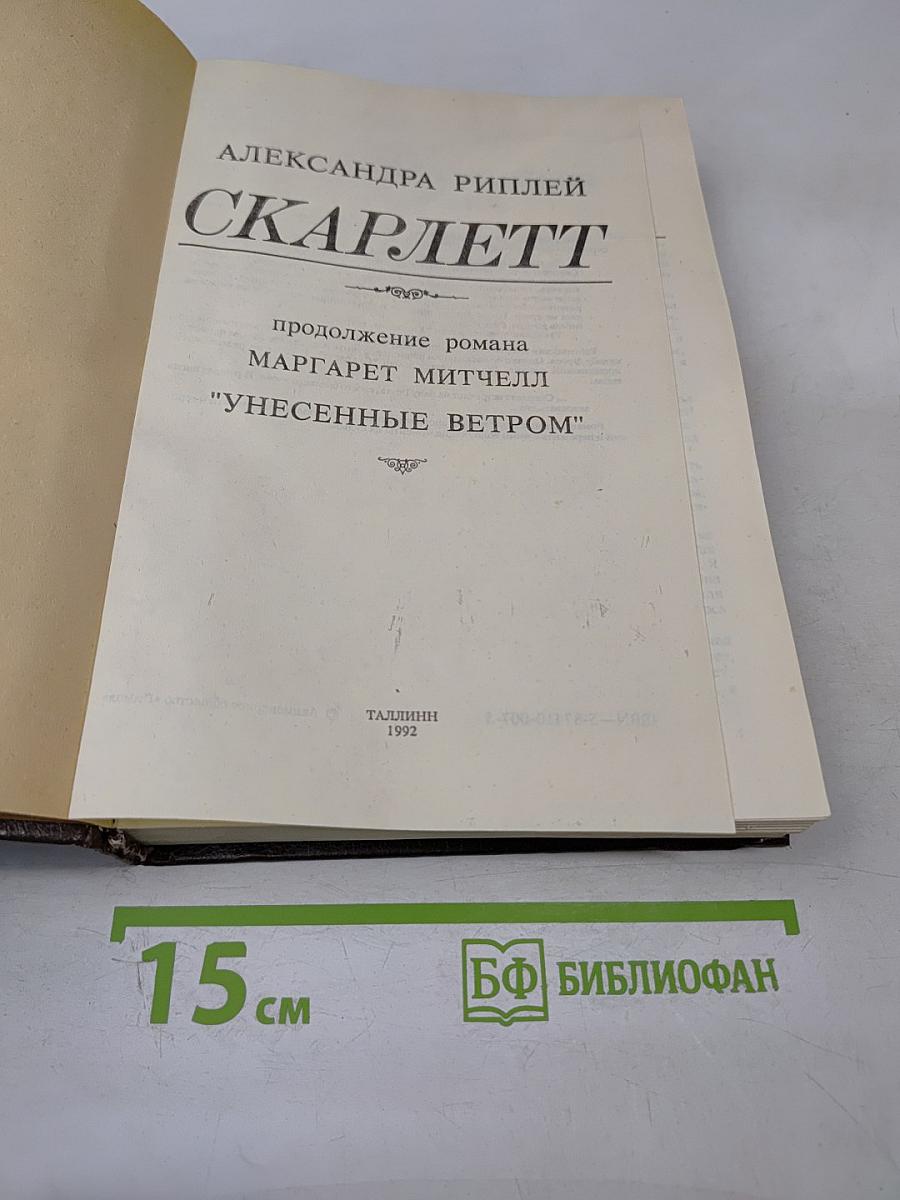 АЛЕКСАНДРА РИПЛЕЙ
СКАРЛЕТТ
продолжение романа
МАРГАРЕТ МИТЧЕЛЛ
"УНЕСЕННЫЕ ВЕТРОМ"
ТАЛЛИНН
1992
15 см
БФ БИБЛИОФАН